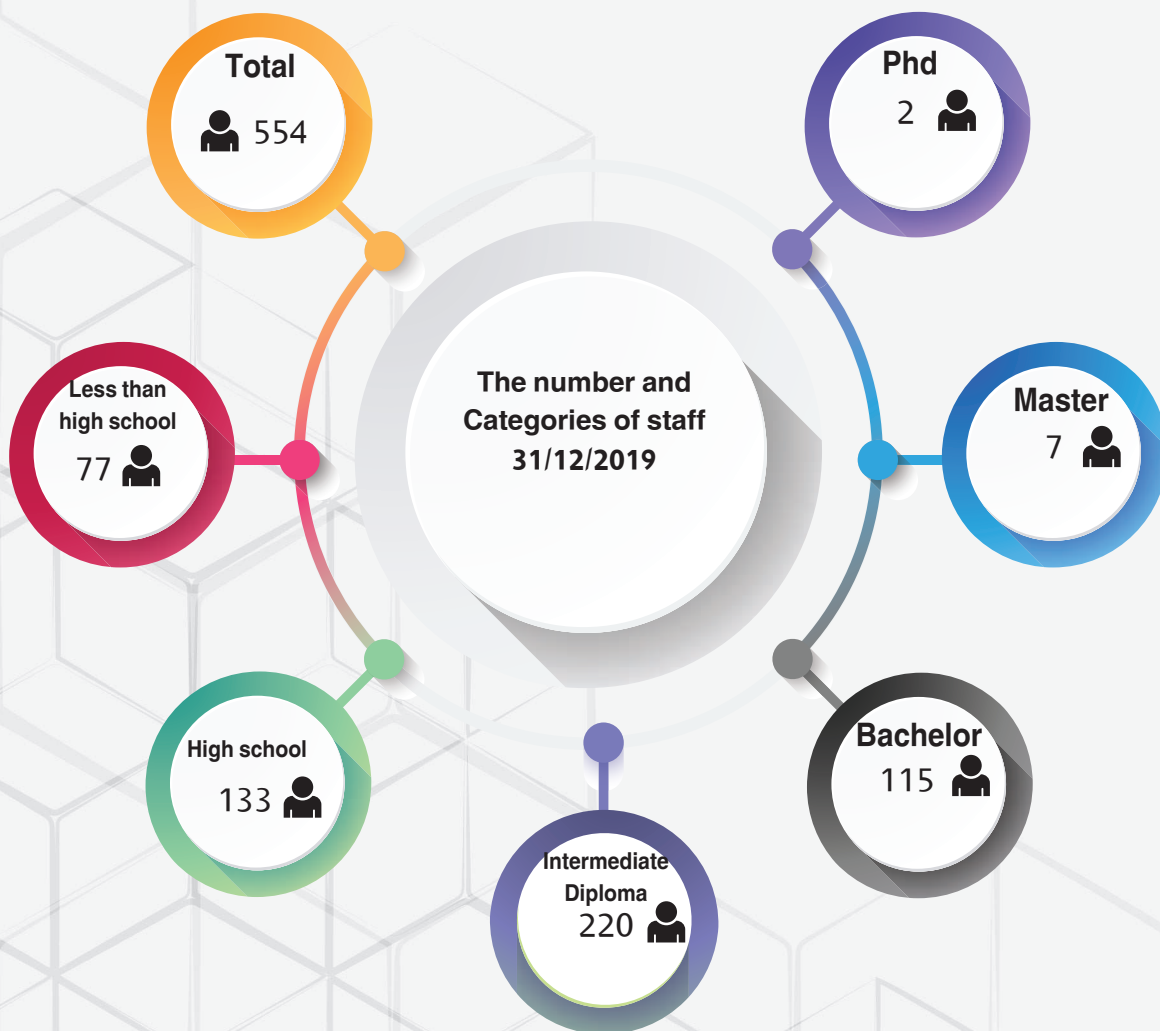 Total
554
Phd
2
The number and
Categories of staff
31/12/2019
Less than
high school
77
Master
7
High school
133
Bachelor
115
Intermediate
Diploma
220